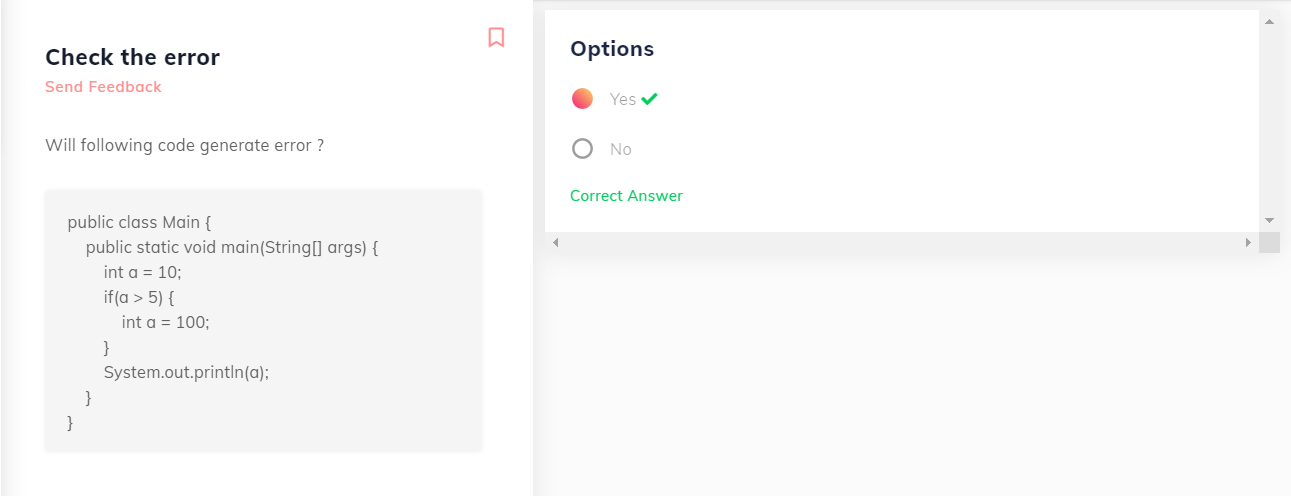 Check the error
Send Feedback
Will following code generate error ?
public class Main {
    public static void main(String[] args) {
        int a = 10;
        if(a > 5) {
            int a = 100;
        }
        System.out.println(a);
    }
}
Options
Yes
No
Correct Answer